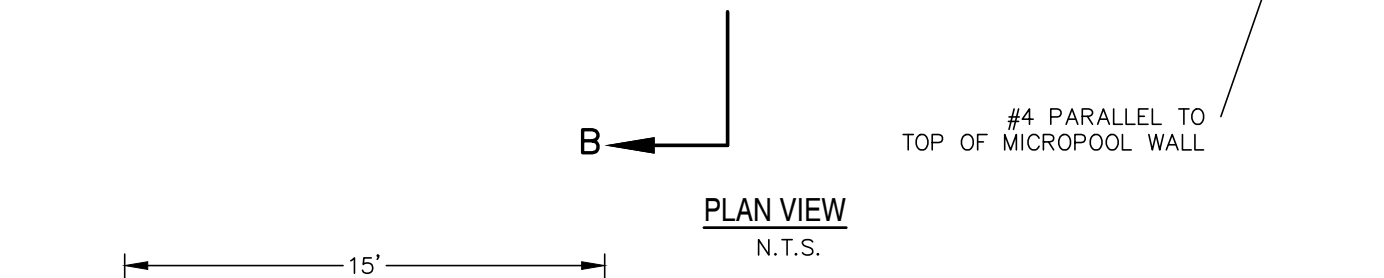 #4 PARALLEL TO
TOP OF MICROPOOL WALL
B
PLAN VIEW
N.T.S.
15'